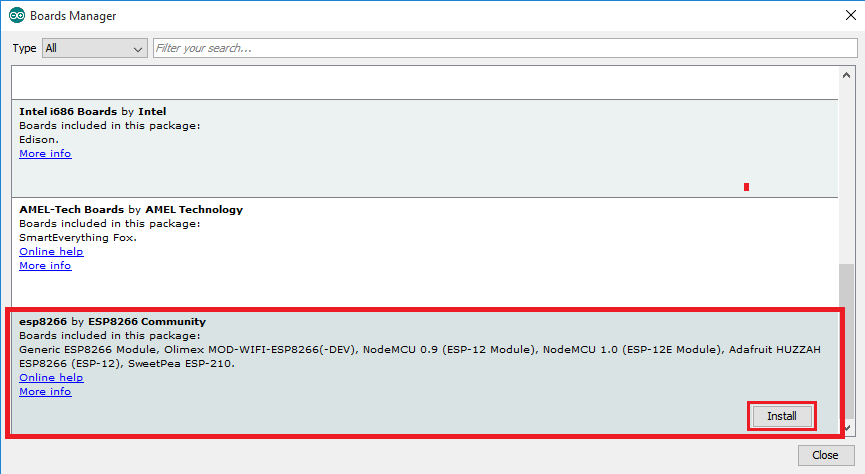 Boards Manager
Type All Filter your search...
Intel i686 Boards by Intel
Boards included in this package:
Edison.
More info
AMEL-Tech Boards by AMEL Technology
Boards included in this package:
SmartEverything Fox.
Online help
More info
esp8266 by ESP8266 Community
Boards included in this package:
Generic ESP8266 Module, Olimex MOD-WIFI-ESP8266(-DEV), NodeMCU 0.9 (ESP-12 Module), NodeMCU 1.0 (ESP-12E Module), Adafruit HUZZAH
ESP8266 (ESP-12), SweetPea ESP-210.
Online help
More info
Install
Close